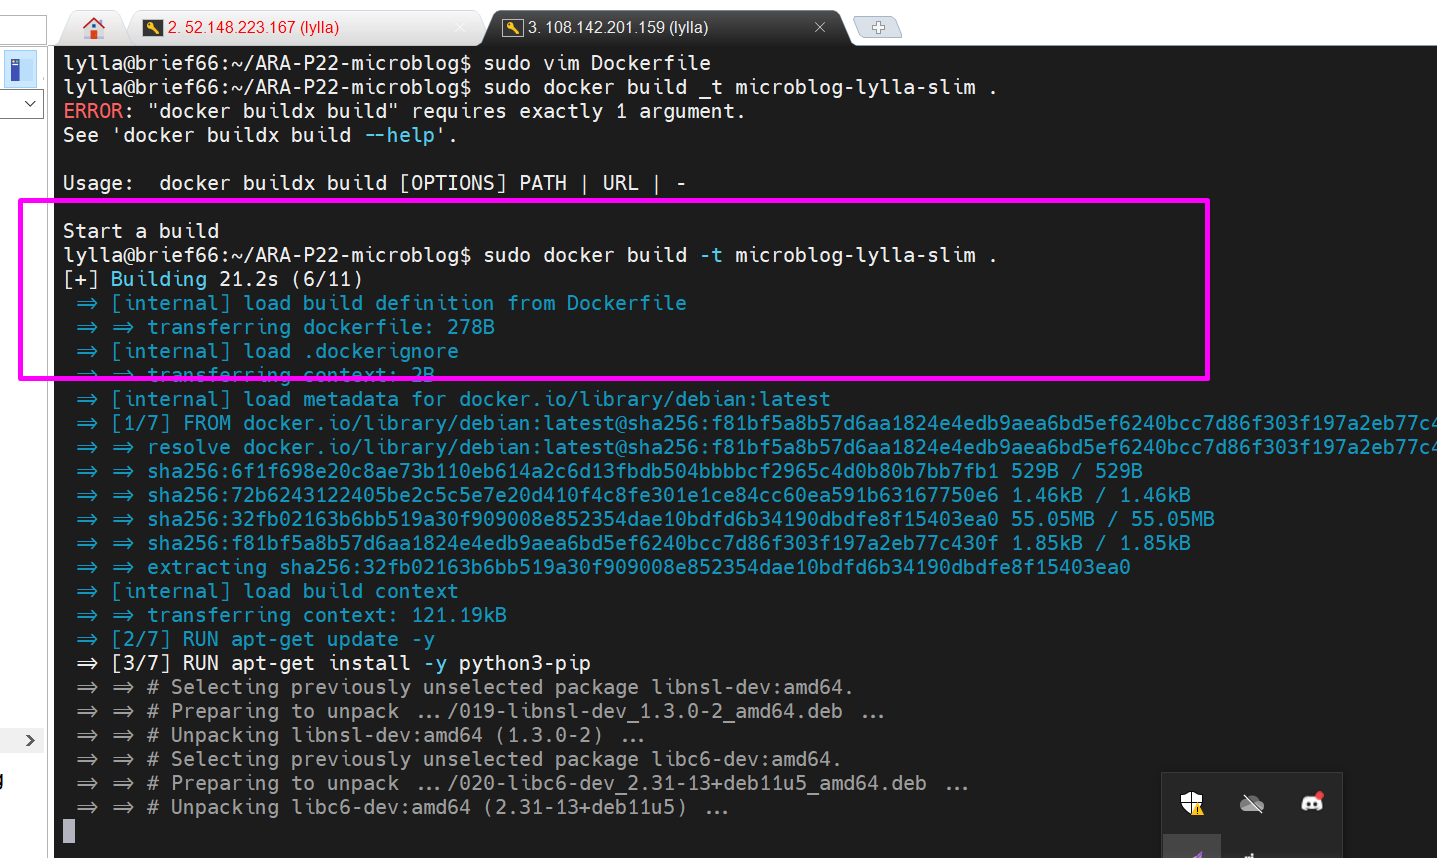 2. 52.148.223.167 (lylla)
3. 108.142.201.159 (lylla)
lylla@brief66:~/ARA-P22-microblog$ sudo vim Dockerfile
lylla@brief66:~/ARA-P22-microblog$ sudo docker build _t microblog-lylla-slim .
ERROR: "docker buildx build" requires exactly 1 argument.
See 'docker buildx build --help'.
Usage:  docker buildx build [OPTIONS] PATH | URL | -
Start a build
lylla@brief66:~/ARA-P22-microblog$ sudo docker build -t microblog-lylla-slim .
[+] Building 21.2s (6/11)
=> [internal] load build definition from Dockerfile
=> => transferring dockerfile: 278B
=> [internal] load .dockerignore
=> => transferring context: 2B
=> [internal] load metadata for docker.io/library/debian:latest
=> [1/7] FROM docker.io/library/debian:latest@sha256:f81bf5a8b57d6aa1824e4edb9aea6bd5ef6240bcc7d86f303f197a2eb77c4
=> => resolve docker.io/library/debian:latest@sha256:f81bf5a8b57d6aa1824e4edb9aea6bd5ef6240bcc7d86f303f197a2eb77c4
=> => sha256:6f1f698e20c8ae73b110eb614a2c6d13fbdb504bbbbcf2965c4d0b80b7bb7fb1 529B / 529B
=> => sha256:72b6243122405be2c5c5e7e20d410f4c8fe301e1ce84cc60ea591b63167750e6 1.46kB / 1.46kB
=> => sha256:32fb02163b6bb519a30f909008e852354dae10bdfd6b34190dbdfe8f15403ea0 55.05MB / 55.05MB
=> => sha256:f81bf5a8b57d6aa1824e4edb9aea6bd5ef6240bcc7d86f303f197a2eb77c430f 1.85kB / 1.85kB
=> => extracting sha256:32fb02163b6bb519a30f909008e852354dae10bdfd6b34190dbdfe8f15403ea0
=> [internal] load build context
=> => transferring context: 121.19kB
=> [2/7] RUN apt-get update -y
=> [3/7] RUN apt-get install -y python3-pip
=> => # Selecting previously unselected package libnsl-dev:amd64.
=> => # Preparing to unpack .../019-libnsl-dev_1.3.0-2_amd64.deb ...
=> => # Unpacking libnsl-dev:amd64 (1.3.0-2) ...
=> => # Selecting previously unselected package libc6-dev:amd64.
=> => # Preparing to unpack .../020-libc6-dev_2.31-13+deb11u5_amd64.deb ...
=> => # Unpacking libc6-dev:amd64 (2.31-13+deb11u5) ...